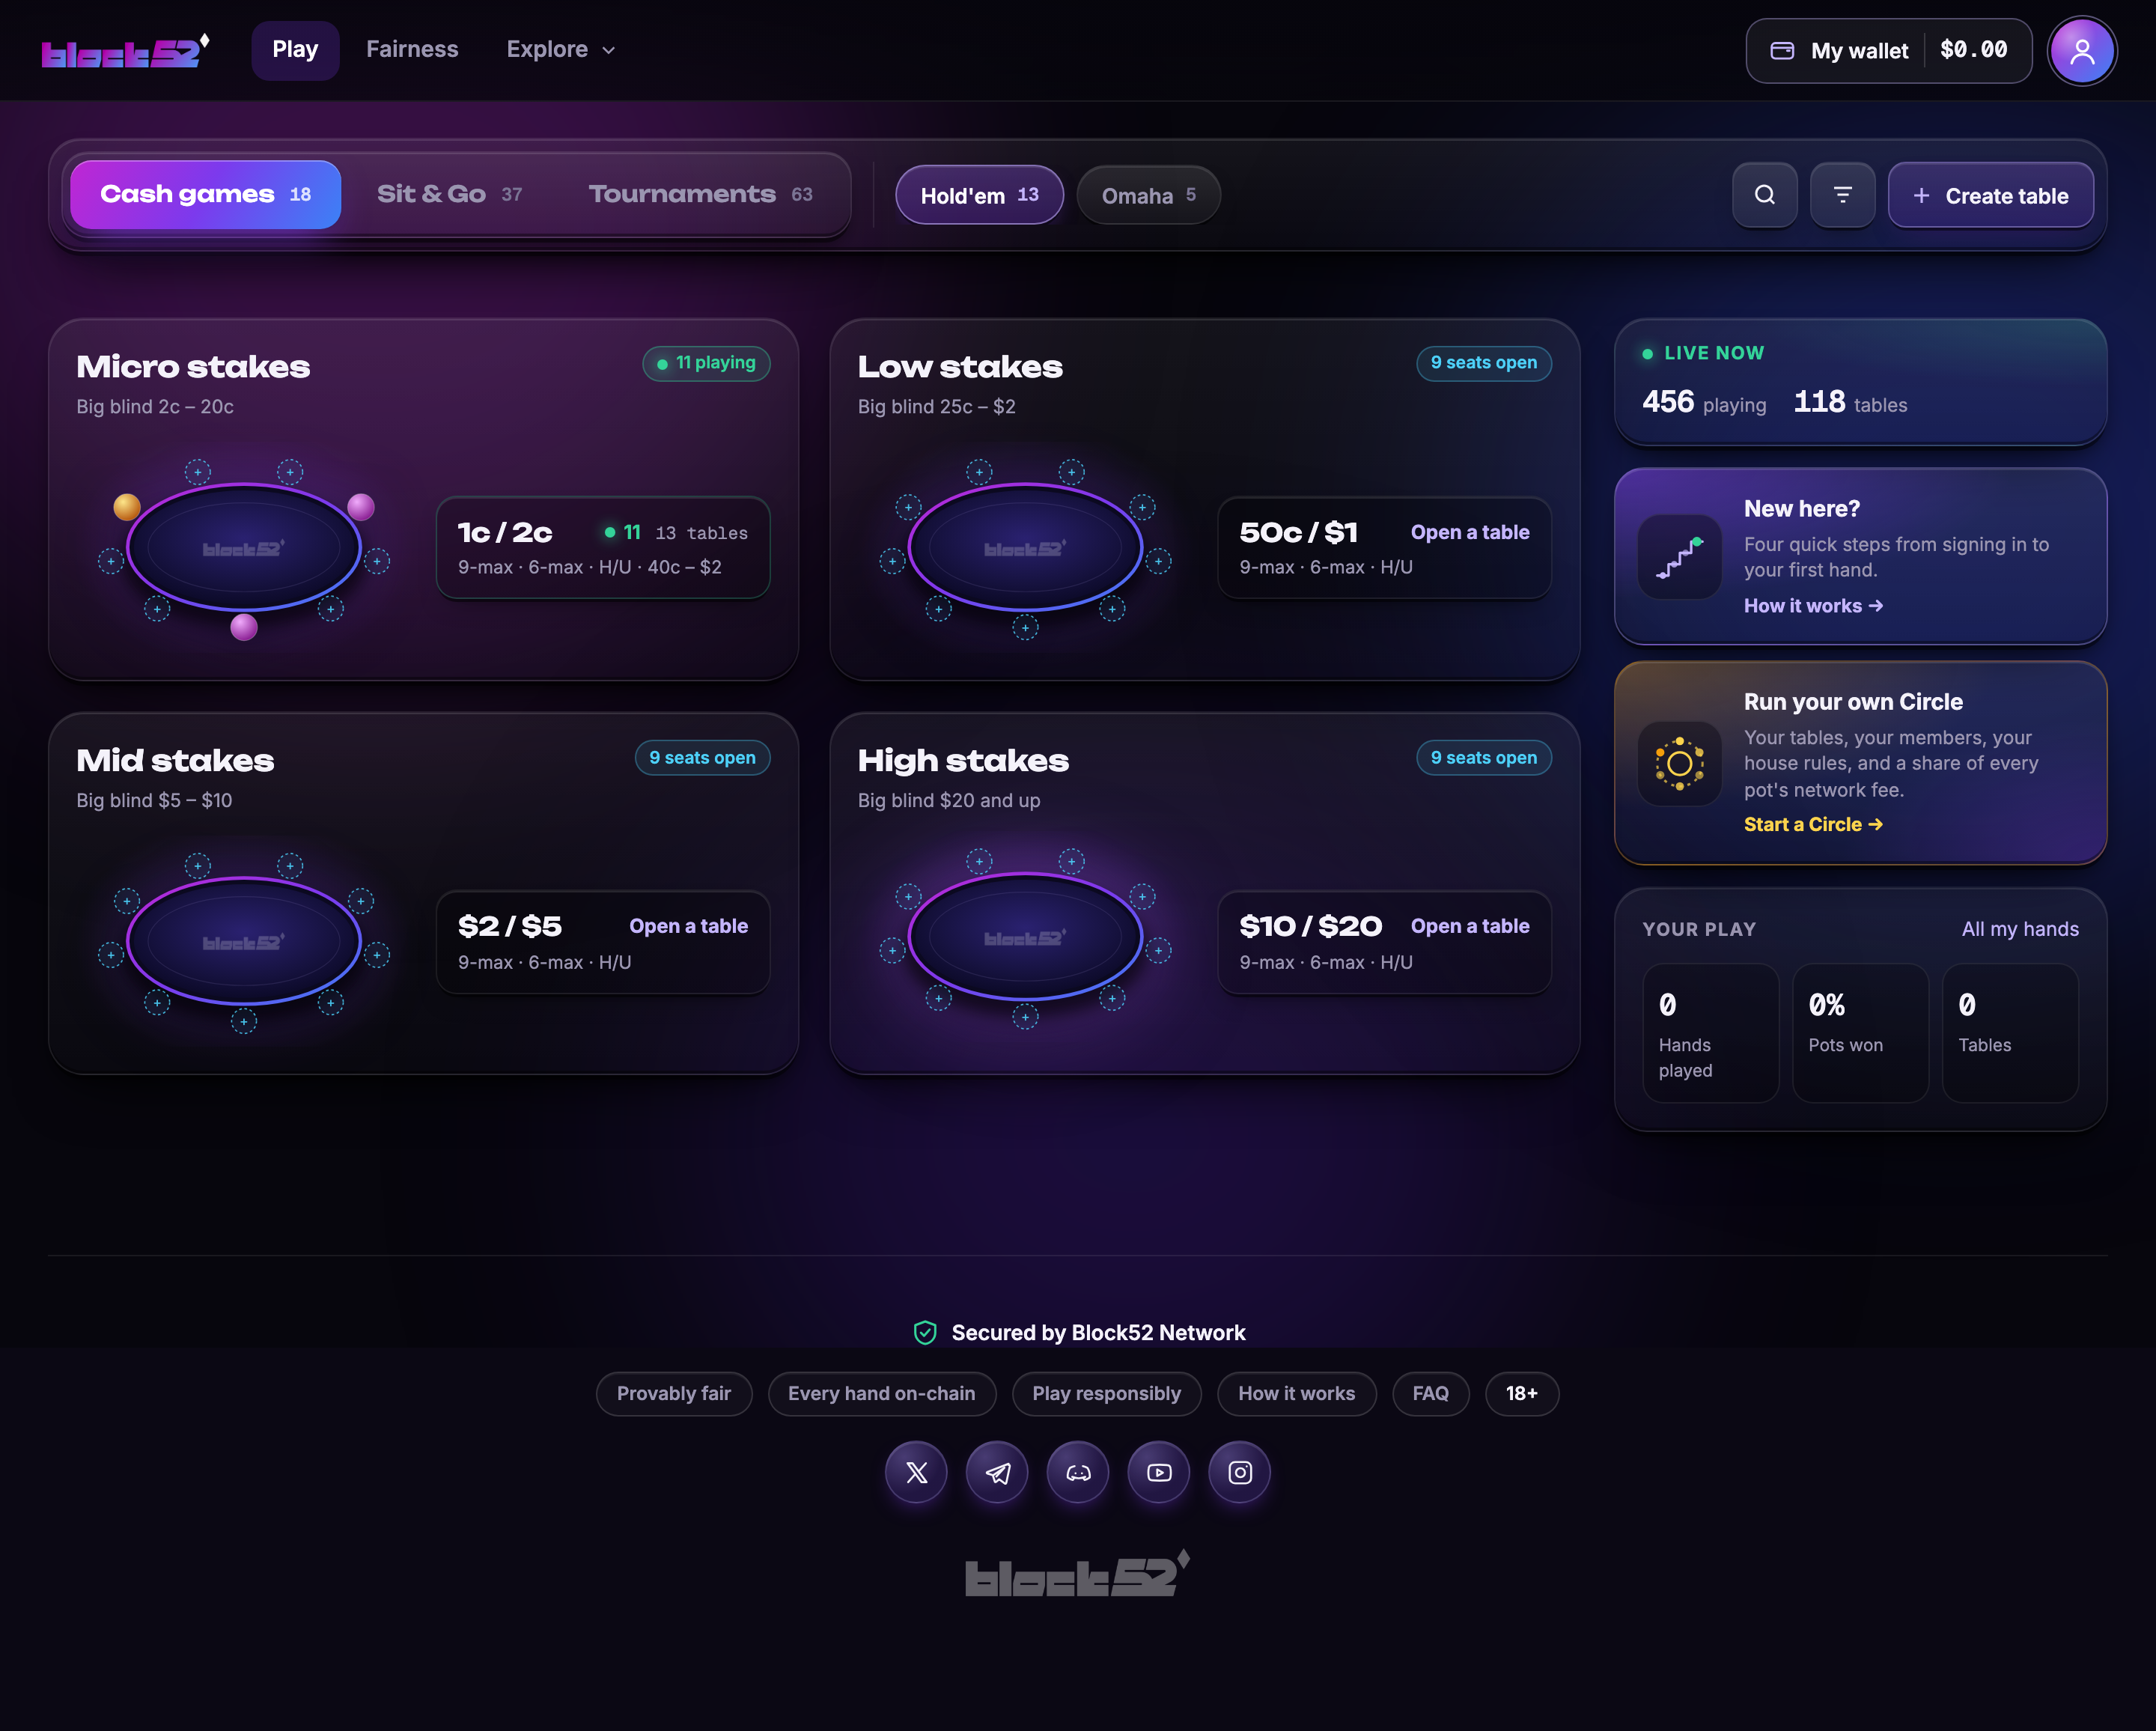 block52
Play
Fairness
Explore
My wallet
$0.00
Cash games 18
Sit & Go 37
Tournaments 63
Hold'em 13
Omaha 5
+ Create table
Micro stakes
11 playing
Big blind 2c – 20c
block52
1c / 2c
11
13 tables
9-max · 6-max · H/U · 40c – $2
Low stakes
9 seats open
Big blind 25c – $2
block52
50c / $1
Open a table
9-max · 6-max · H/U
LIVE NOW
456 playing
118 tables
New here?
Four quick steps from signing in to
your first hand.
How it works →
Mid stakes
9 seats open
Big blind $5 – $10
block52
$2 / $5
Open a table
9-max · 6-max · H/U
High stakes
9 seats open
Big blind $20 and up
block52
$10 / $20
Open a table
9-max · 6-max · H/U
Run your own Circle
Your tables, your members, your
house rules, and a share of every
pot's network fee.
Start a Circle →
YOUR PLAY
All my hands
0
Hands
played
0%
Pots won
0
Tables
Secured by Block52 Network
Provably fair
Every hand on-chain
Play responsibly
How it works
FAQ
18+
block52